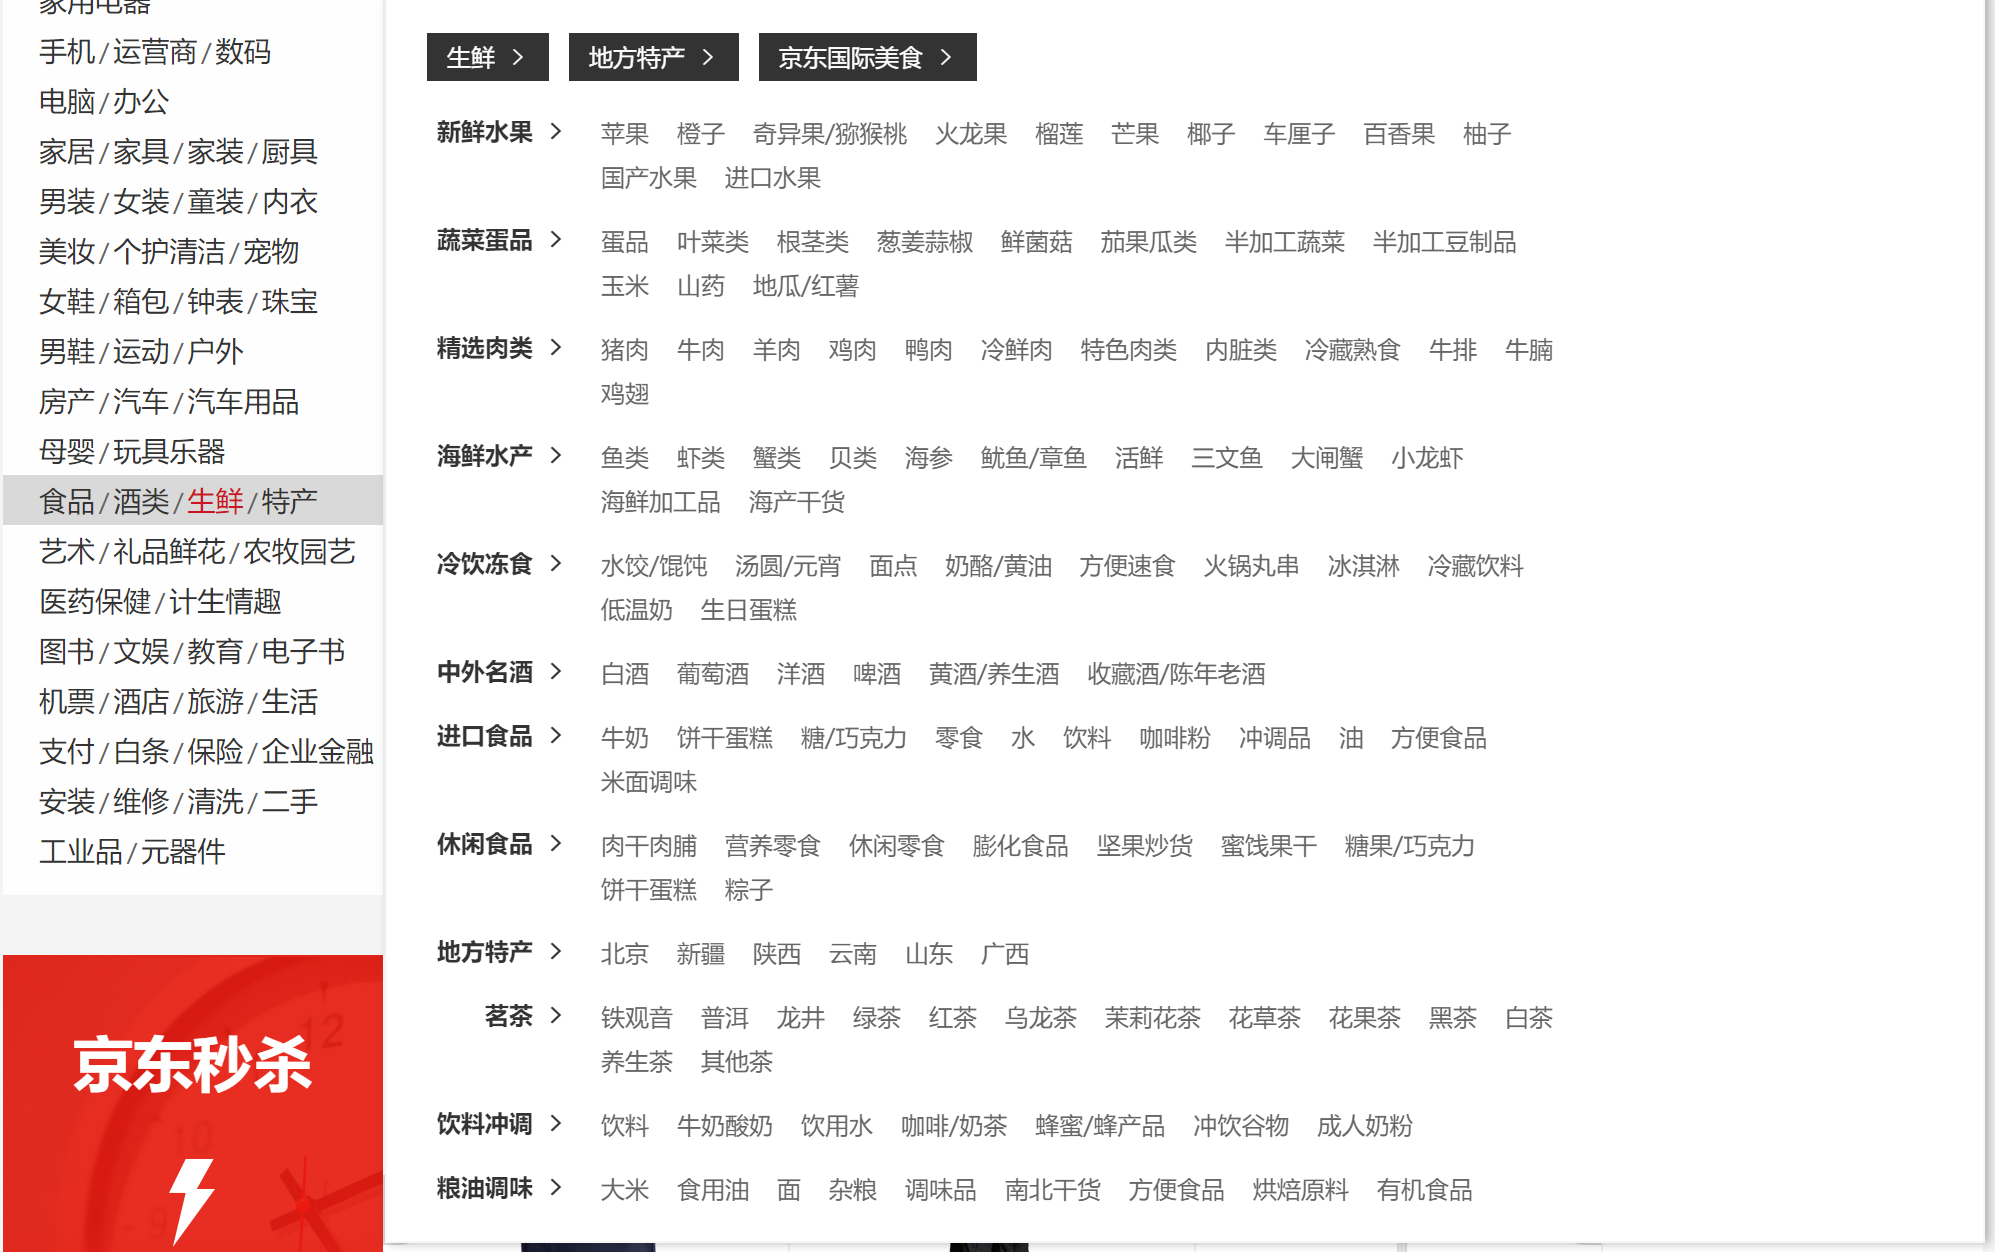 家用电器
手机/运营商/数码
电脑/办公
家居/家具/家装/厨具
男装/女装/童装/内衣
美妆/个护清洁/宠物
女鞋/箱包/钟表/珠宝
男鞋/运动/户外
房产/汽车/汽车用品
母婴/玩具乐器
食品/酒类/生鲜/特产
艺术/礼品鲜花/农牧园艺
医药保健/计生情趣
图书/文娱/教育/电子书
机票/酒店/旅游/生活
支付/白条/保险/企业金融
安装/维修/清洗/二手
工业品/元器件
京东秒杀
12
10
9
生鲜 > 地方特产 > 京东国际美食 >
新鲜水果 > 苹果 橙子 奇异果/猕猴桃 火龙果 榴莲 芒果 椰子 车厘子 百香果 柚子
国产水果 进口水果
蔬菜蛋品 > 蛋品 叶菜类 根茎类 葱姜蒜椒 鲜菌菇 茄果瓜类 半加工蔬菜 半加工豆制品
玉米 山药 地瓜/红薯
精选肉类 > 猪肉 牛肉 羊肉 鸡肉 鸭肉 冷鲜肉 特色肉类 内脏类 冷藏熟食 牛排 牛腩
鸡翅
海鲜水产 > 鱼类 虾类 蟹类 贝类 海参 鱿鱼/章鱼 活鲜 三文鱼 大闸蟹 小龙虾
海鲜加工品 海产干货
冷饮冻食 > 水饺/馄饨 汤圆/元宵 面点 奶酪/黄油 方便速食 火锅丸串 冰淇淋 冷藏饮料
低温奶 生日蛋糕
中外名酒 > 白酒 葡萄酒 洋酒 啤酒 黄酒/养生酒 收藏酒/陈年老酒
进口食品 > 牛奶 饼干蛋糕 糖/巧克力 零食 水 饮料 咖啡粉 冲调品 油 方便食品
米面调味
休闲食品 > 肉干肉脯 营养零食 休闲零食 膨化食品 坚果炒货 蜜饯果干 糖果/巧克力
饼干蛋糕 粽子
地方特产 > 北京 新疆 陕西 云南 山东 广西
茗茶 > 铁观音 普洱 龙井 绿茶 红茶 乌龙茶 茉莉花茶 花草茶 花果茶 黑茶 白茶
养生茶 其他茶
饮料冲调 > 饮料 牛奶酸奶 饮用水 咖啡/奶茶 蜂蜜/蜂产品 冲饮谷物 成人奶粉
粮油调味 > 大米 食用油 面 杂粮 调味品 南北干货 方便食品 烘焙原料 有机食品